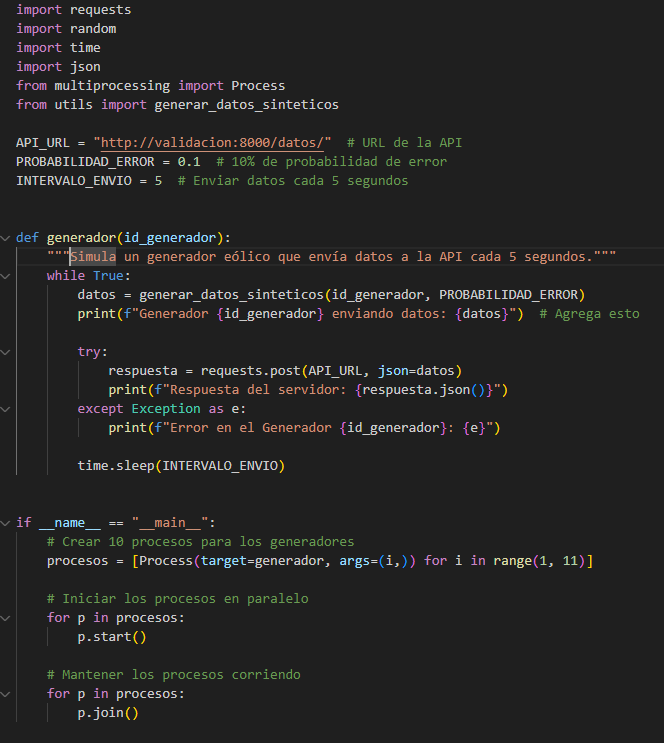 import requests
import random
import time
import json
from multiprocessing import Process
from utils import generar_datos_sinteticos

API_URL = "http://validacion:8000/datos/"  # URL de la API
PROBABILIDAD_ERROR = 0.1  # 10% de probabilidad de error
INTERVALO_ENVIO = 5  # Enviar datos cada 5 segundos


def generador(id_generador):
    """Simula un generador eólico que envía datos a la API cada 5 segundos."""
    while True:
        datos = generar_datos_sinteticos(id_generador, PROBABILIDAD_ERROR)
        print(f"Generador {id_generador} enviando datos: {datos}")  # Agrega esto

        try:
            respuesta = requests.post(API_URL, json=datos)
            print(f"Respuesta del servidor: {respuesta.json()}")
        except Exception as e:
            print(f"Error en el Generador {id_generador}: {e}")

        time.sleep(INTERVALO_ENVIO)


if __name__ == "__main__":
    # Crear 10 procesos para los generadores
    procesos = [Process(target=generador, args=(i,)) for i in range(1, 11)]

    # Iniciar los procesos en paralelo
    for p in procesos:
        p.start()

    # Mantener los procesos corriendo
    for p in procesos:
        p.join()